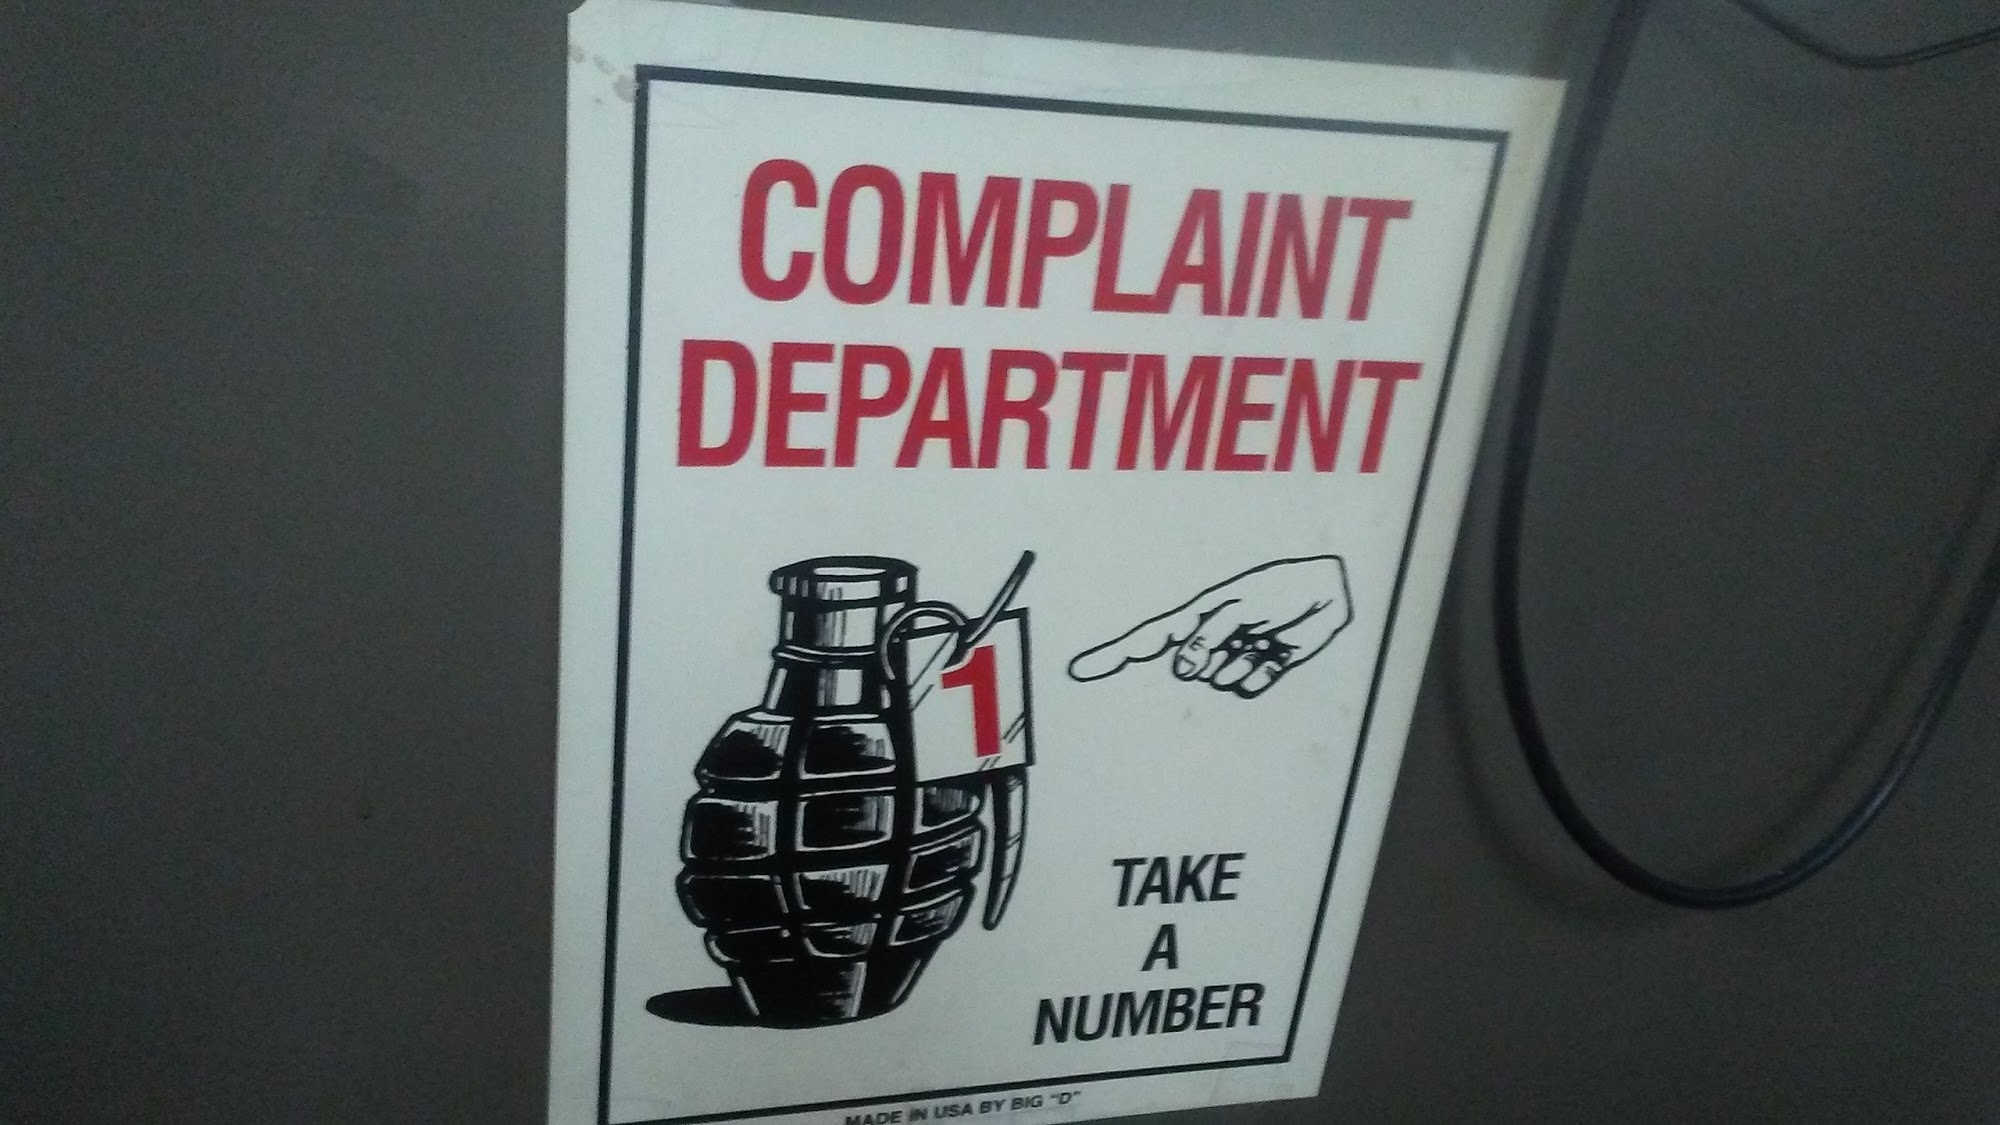 COMPLAINT
DEPARTMENT
1
TAKE
A
NUMBER
MADE IN USA BY BIG "D"